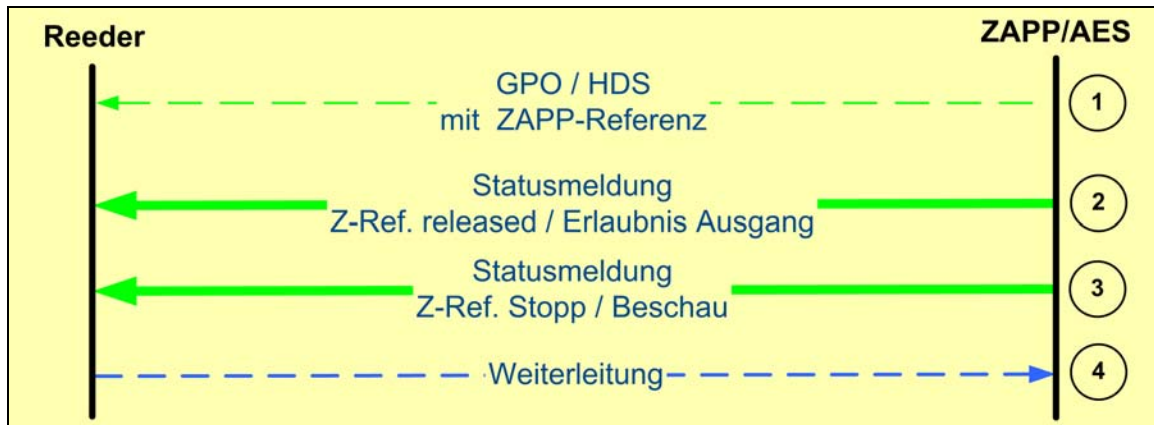 Reeder
ZAPP/AES
GPO / HDS
mit ZAPP-Referenz
1
Statusmeldung
Z-Ref. released / Erlaubnis Ausgang
2
Statusmeldung
Z-Ref. Stopp / Beschau
3
Weiterleitung
4